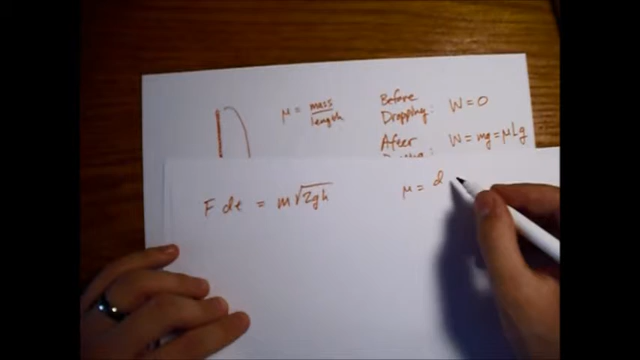 μ = mass / length
Before Dropping: W = 0
After
W = mg = μLg
F dt = m√2gh
μ = d